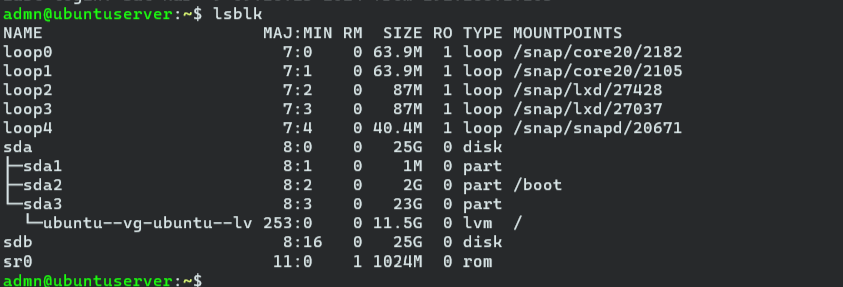 admn@ubuntuserver:~$ lsblk
NAME                      MAJ:MIN RM  SIZE RO TYPE MOUNTPOINTS
loop0                       7:0    0 63.9M  1 loop /snap/core20/2182
loop1                       7:1    0 63.9M  1 loop /snap/core20/2105
loop2                       7:2    0   87M  1 loop /snap/lxd/27428
loop3                       7:3    0   87M  1 loop /snap/lxd/27037
loop4                       7:4    0 40.4M  1 loop /snap/snapd/20671
sda                         8:0    0   25G  0 disk
├─sda1                      8:1    0    1M  0 part
├─sda2                      8:2    0    2G  0 part /boot
└─sda3                      8:3    0   23G  0 part
  └─ubuntu--vg-ubuntu--lv 253:0    0 11.5G  0 lvm  /
sdb                         8:16   0   25G  0 disk
sr0                        11:0    1 1024M  0 rom
admn@ubuntuserver:~$